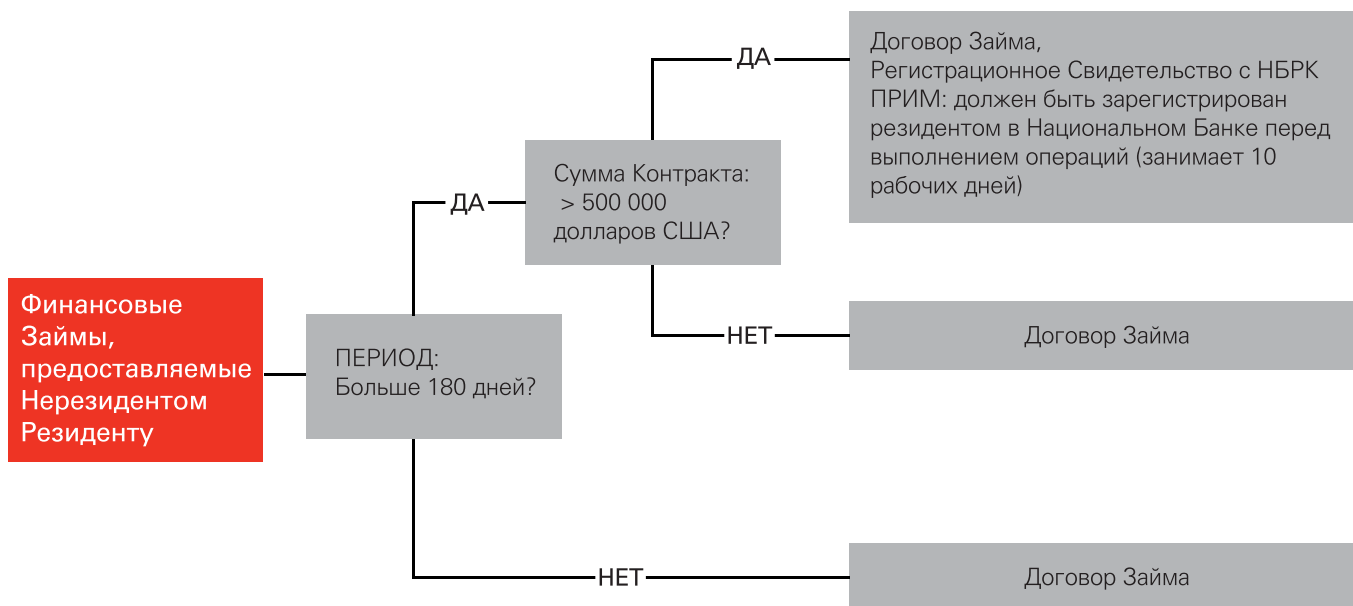 Финансовые
Займы,
предоставляемые
Нерезидентом
Резиденту
ПЕРИОД:
Больше 180 дней?
ДА
Сумма Контракта:
> 500 000
долларов США?
ДА
Договор Займа,
Регистрационное Свидетельство с НБРК
ПРИМ: должен быть зарегистрирован
резидентом в Национальном Банке перед
выполнением операций (занимает 10
рабочих дней)
НЕТ
Договор Займа
НЕТ
Договор Займа